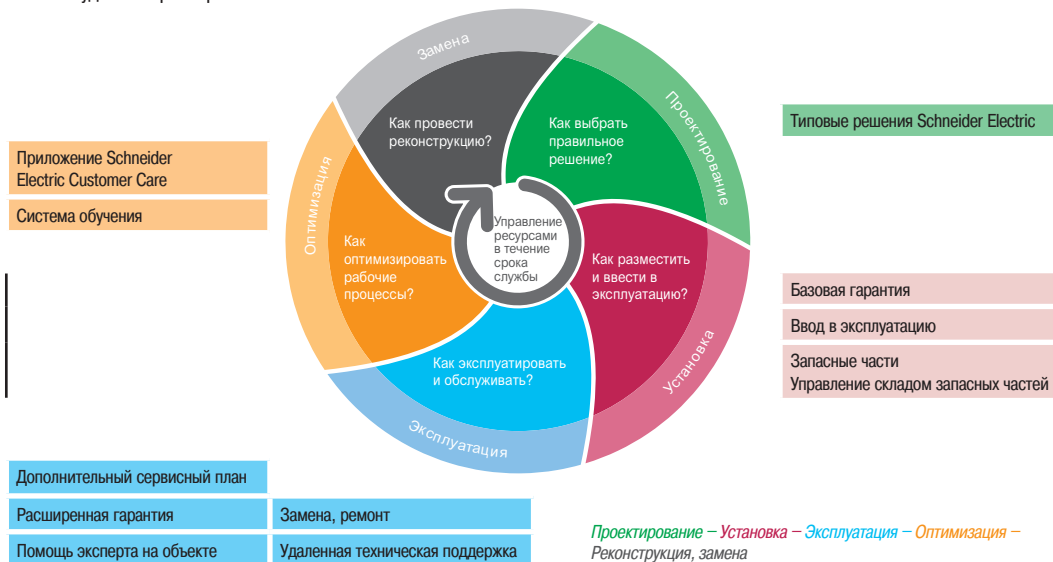 Замена
Проектирование
Как провести
реконструкцию?
Как выбрать
правильное
решение?
Типовые решения Schneider Electric
Приложение Schneider
Electric Customer Care
Система обучения
Оптимизация
Управление
ресурсами
в течение
срока
службы
Как
оптимизировать
рабочие
процессы?
Как разместить
и ввести в
эксплуатацию?
Базовая гарантия
Ввод в эксплуатацию
Запасные части
Управление складом запасных частей
Установка
Как эксплуатировать
и обслуживать?
Эксплуатация
Дополнительный сервисный план
Расширенная гарантия
Замена, ремонт
Помощь эксперта на объекте
Удаленная техническая поддержка
Проектирование – Установка – Эксплуатация – Оптимизация –
Реконструкция, замена